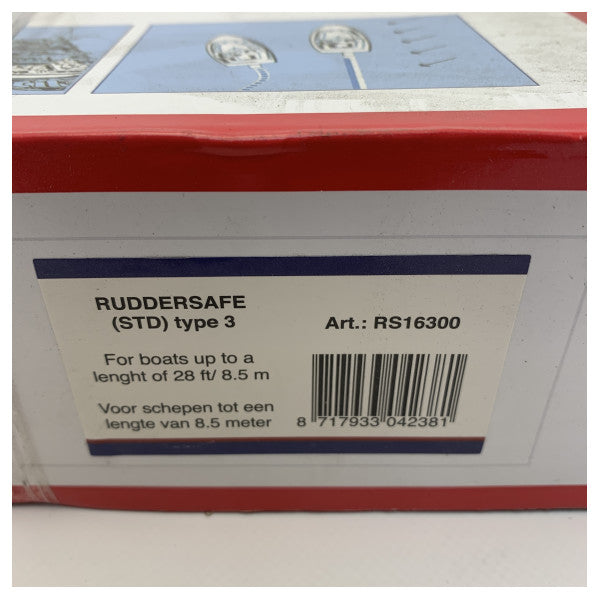 RUDDERSAFE
(STD) type 3
Art.: RS16300
For boats up to a
lenght of 28 ft/ 8.5 m
Voor schepen tot een
lengte van 8.5 meter
8 717933 042381